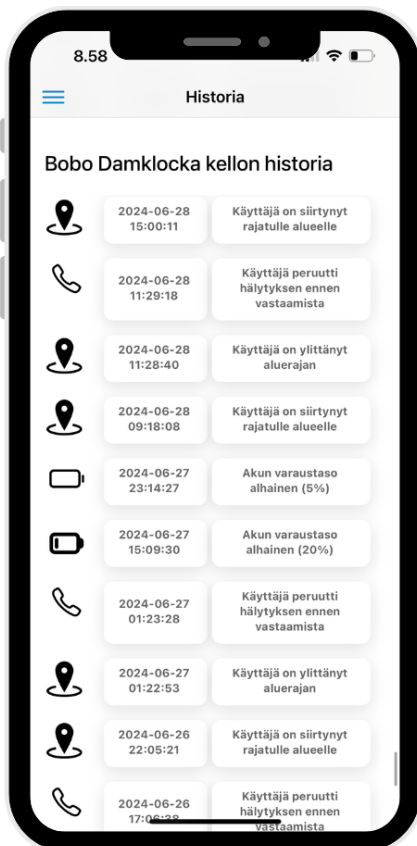 8.58
Historia
Bobo Damklocka kellon historia
2024-06-28
15:00:11
Käyttäjä on siirtynyt
rajatulle alueelle
2024-06-28
11:29:18
Käyttäjä peruutti
hälytyksen ennen
vastaamista
2024-06-28
11:28:40
Käyttäjä on ylittänyt
aluerajan
2024-06-28
09:18:08
Käyttäjä on siirtynyt
rajatulle alueelle
2024-06-27
23:14:27
Akun varaustaso
alhainen (5%)
2024-06-27
15:09:30
Akun varaustaso
alhainen (20%)
2024-06-27
01:23:28
Käyttäjä peruutti
hälytyksen ennen
vastaamista
2024-06-27
01:22:53
Käyttäjä on ylittänyt
aluerajan
2024-06-26
22:05:21
Käyttäjä on siirtynyt
rajatulle alueelle
2024-06-26
17:06:38
Käyttäjä peruutti
hälytyksen ennen
vastaamista